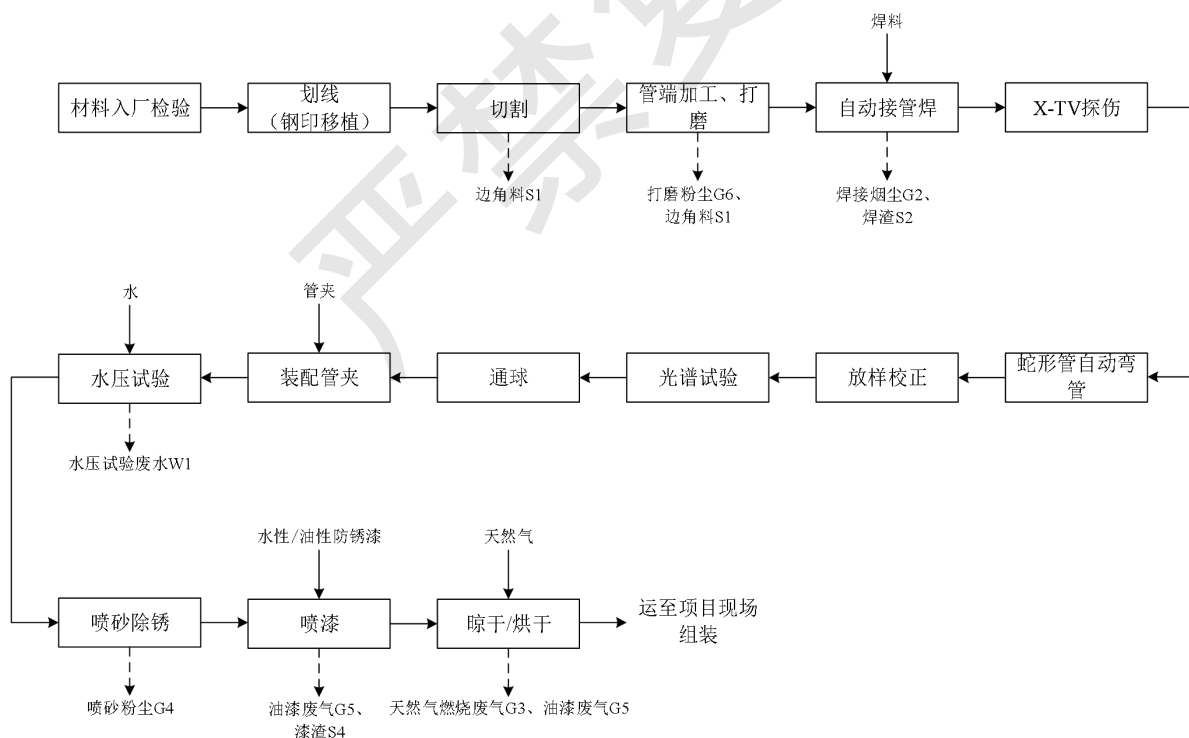 焊料
材料入厂检验
划线
（钢印移植）
切割
管端加工、打
磨
自动接管焊
X-TV探伤
边角料S1
打磨粉尘G6、
边角料S1
焊接烟尘G2、
焊渣S2
水
管夹
水压试验
装配管夹
通球
光谱试验
放样校正
蛇形管自动弯
管
水压试验废水W1
水性/油性防锈漆
天然气
喷砂除锈
喷漆
晾干/烘干
运至项目现场
组装
喷砂粉尘G4
油漆废气G5、
漆渣S4
天然气燃烧废气G3、油漆废气G5
严禁